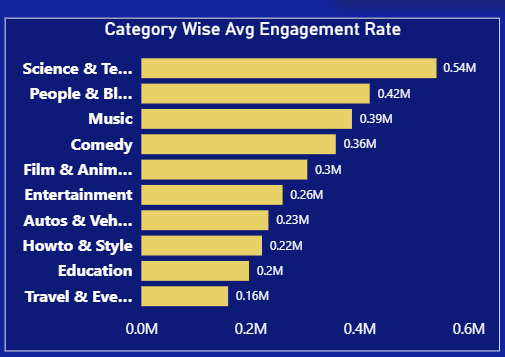 Category Wise Avg Engagement Rate
Science & Te... 0.54M
People & Bl... 0.42M
Music 0.39M
Comedy 0.36M
Film & Anim... 0.3M
Entertainment 0.26M
Autos & Veh... 0.23M
Howto & Style 0.22M
Education 0.2M
Travel & Eve... 0.16M
0.0M 0.2M 0.4M 0.6M